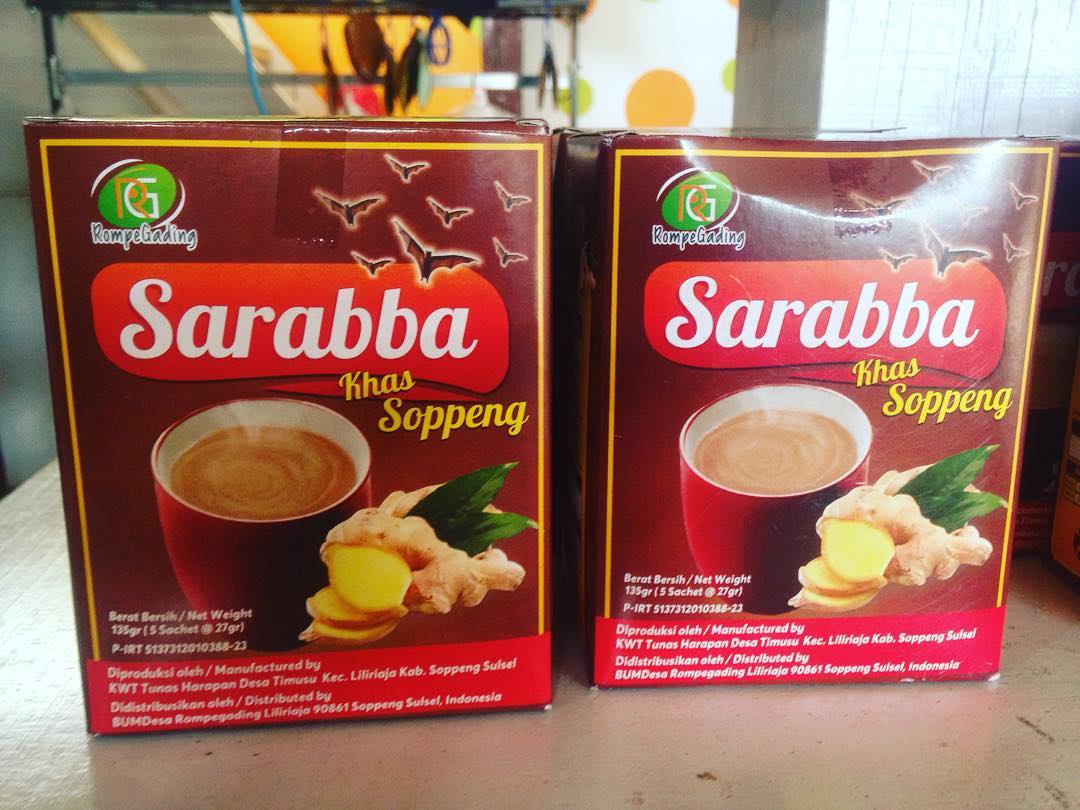 RG
RompeGading
Sarabba
Khas
Soppeng
Berat Bersih / Net Weight
135gr ( 5 Sachet @ 27gr)
P-IRT 5137312010388-23
Diproduksi oleh / Manufactured by
KWT Tunas Harapan Desa Timusu Kec. Liliriaja Kab. Soppeng Sulsel
Didistribusikan oleh / Distributed by
BUMDesa Rompegading Liliriaja 90861 Soppeng Sulsel, Indonesia
RG
RompeGading
Sarabba
Khas
Soppeng
Berat Bersih / Net Weight
135gr ( 5 Sachet @ 27gr)
P-IRT 5137312010388-23
Diproduksi oleh / Manufactured by
KWT Tunas Harapan Desa Timusu Kec. Liliriaja Kab. Soppeng Sulsel
Didistribusikan oleh / Distributed by
BUMDesa Rompegading Liliriaja 90861 Soppeng Sulsel, Indonesia